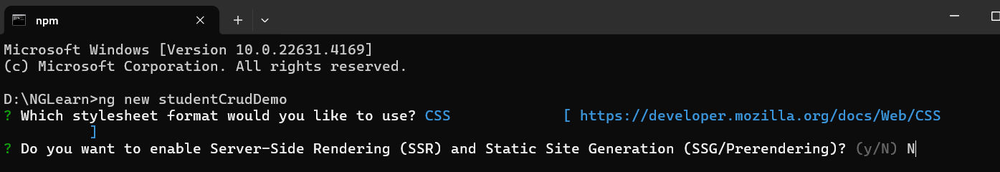 npm
Microsoft Windows [Version 10.0.22631.4169]
(c) Microsoft Corporation. All rights reserved.
D:\NGLearn>ng new studentCrudDemo
? Which stylesheet format would you like to use? CSS             [ https://developer.mozilla.org/docs/Web/CSS
]
? Do you want to enable Server-Side Rendering (SSR) and Static Site Generation (SSG/Prerendering)? (y/N) N